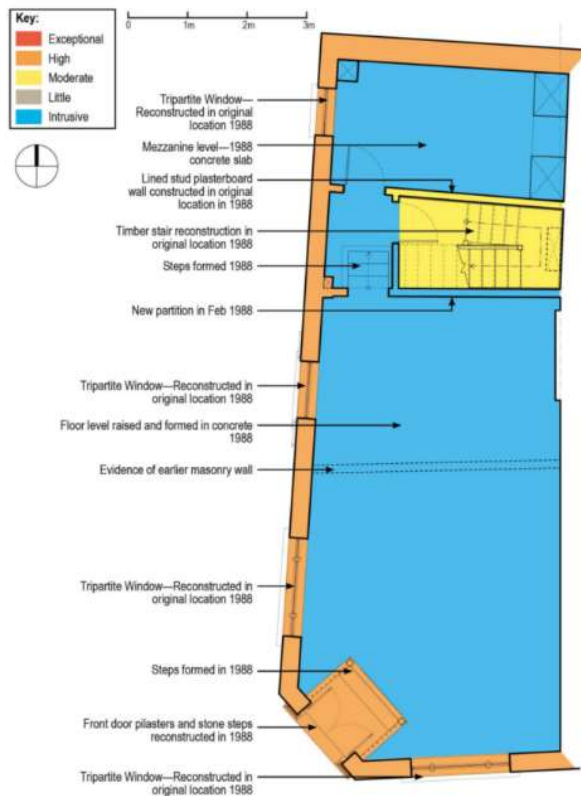 Key:
Exceptional
High
Moderate
Little
Intrusive
0
1m
2m
3m
Tripartite Window—
Reconstructed in original
location 1988
Mezzanine level—1988
concrete slab
Lined stud plasterboard
wall constructed in original
location in 1988
Timber stair reconstruction in
original location 1988
Steps formed 1988
New partition in Feb 1988
Tripartite Window—Reconstructed in
original location 1988
Floor level raised and formed in concrete
1988
Evidence of earlier masonry wall
Tripartite Window—Reconstructed in
original location 1988
Steps formed in 1988
Front door pilasters and stone steps
reconstructed in 1988
Tripartite Window—Reconstructed in
original location 1988